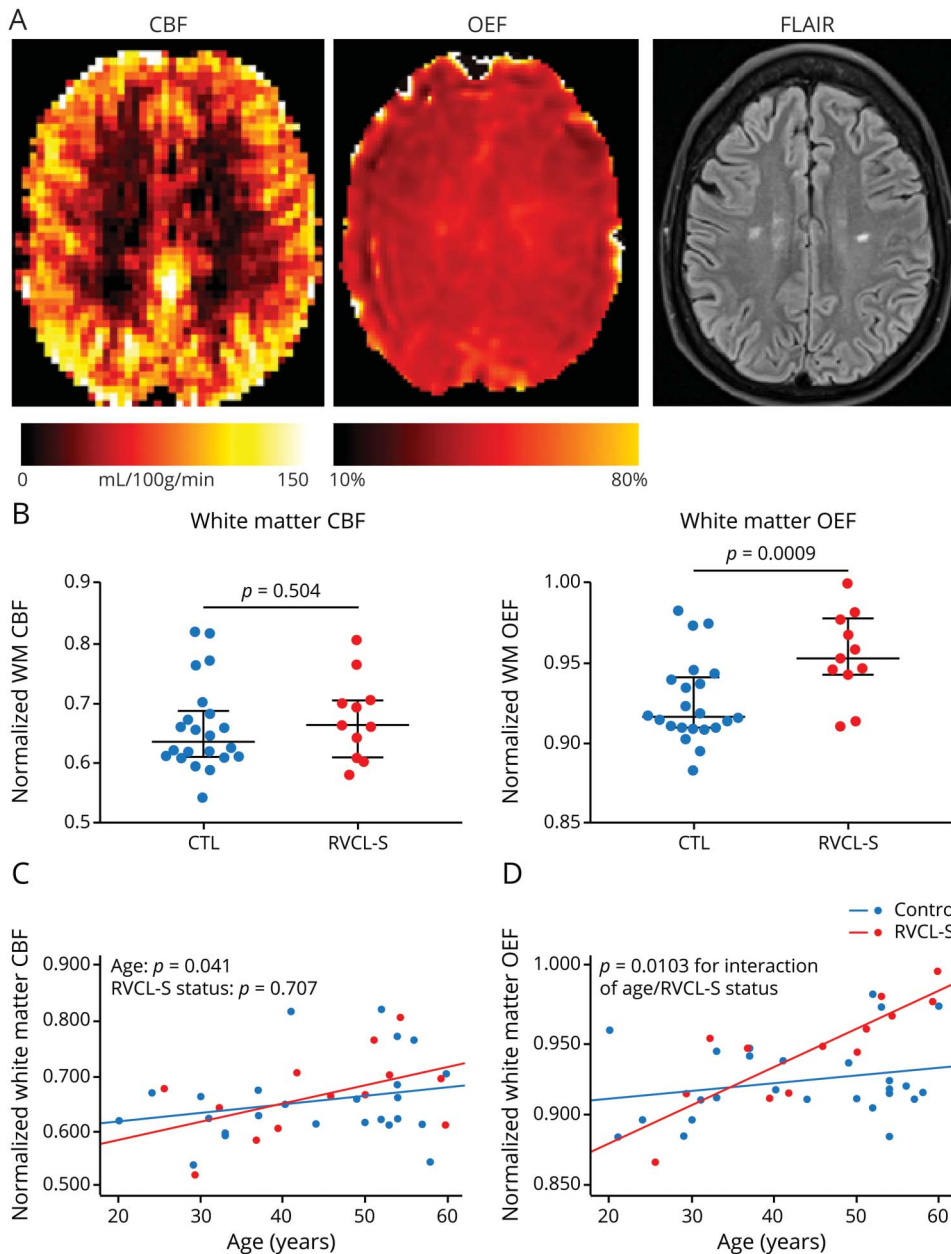 A
CBF
OEF
FLAIR
0
mL/100g/min
150
10%
80%
B
White matter CBF
Normalized WM CBF
0.9
0.8
0.7
0.6
0.5
p = 0.504
CTL
RVCL-S
White matter OEF
Normalized WM OEF
1.00
0.95
0.90
0.85
p = 0.0009
CTL
RVCL-S
C
Normalized white matter CBF
0.900
0.800
0.700
0.600
0.500
Age: p = 0.041
RVCL-S status: p = 0.707
20
30
40
50
60
Age (years)
D
Contro
RVCL-S
Normalized white matter OEF
1.000
0.950
0.900
0.850
p = 0.0103 for interaction
of age/RVCL-S status
20
30
40
50
60
Age (years)